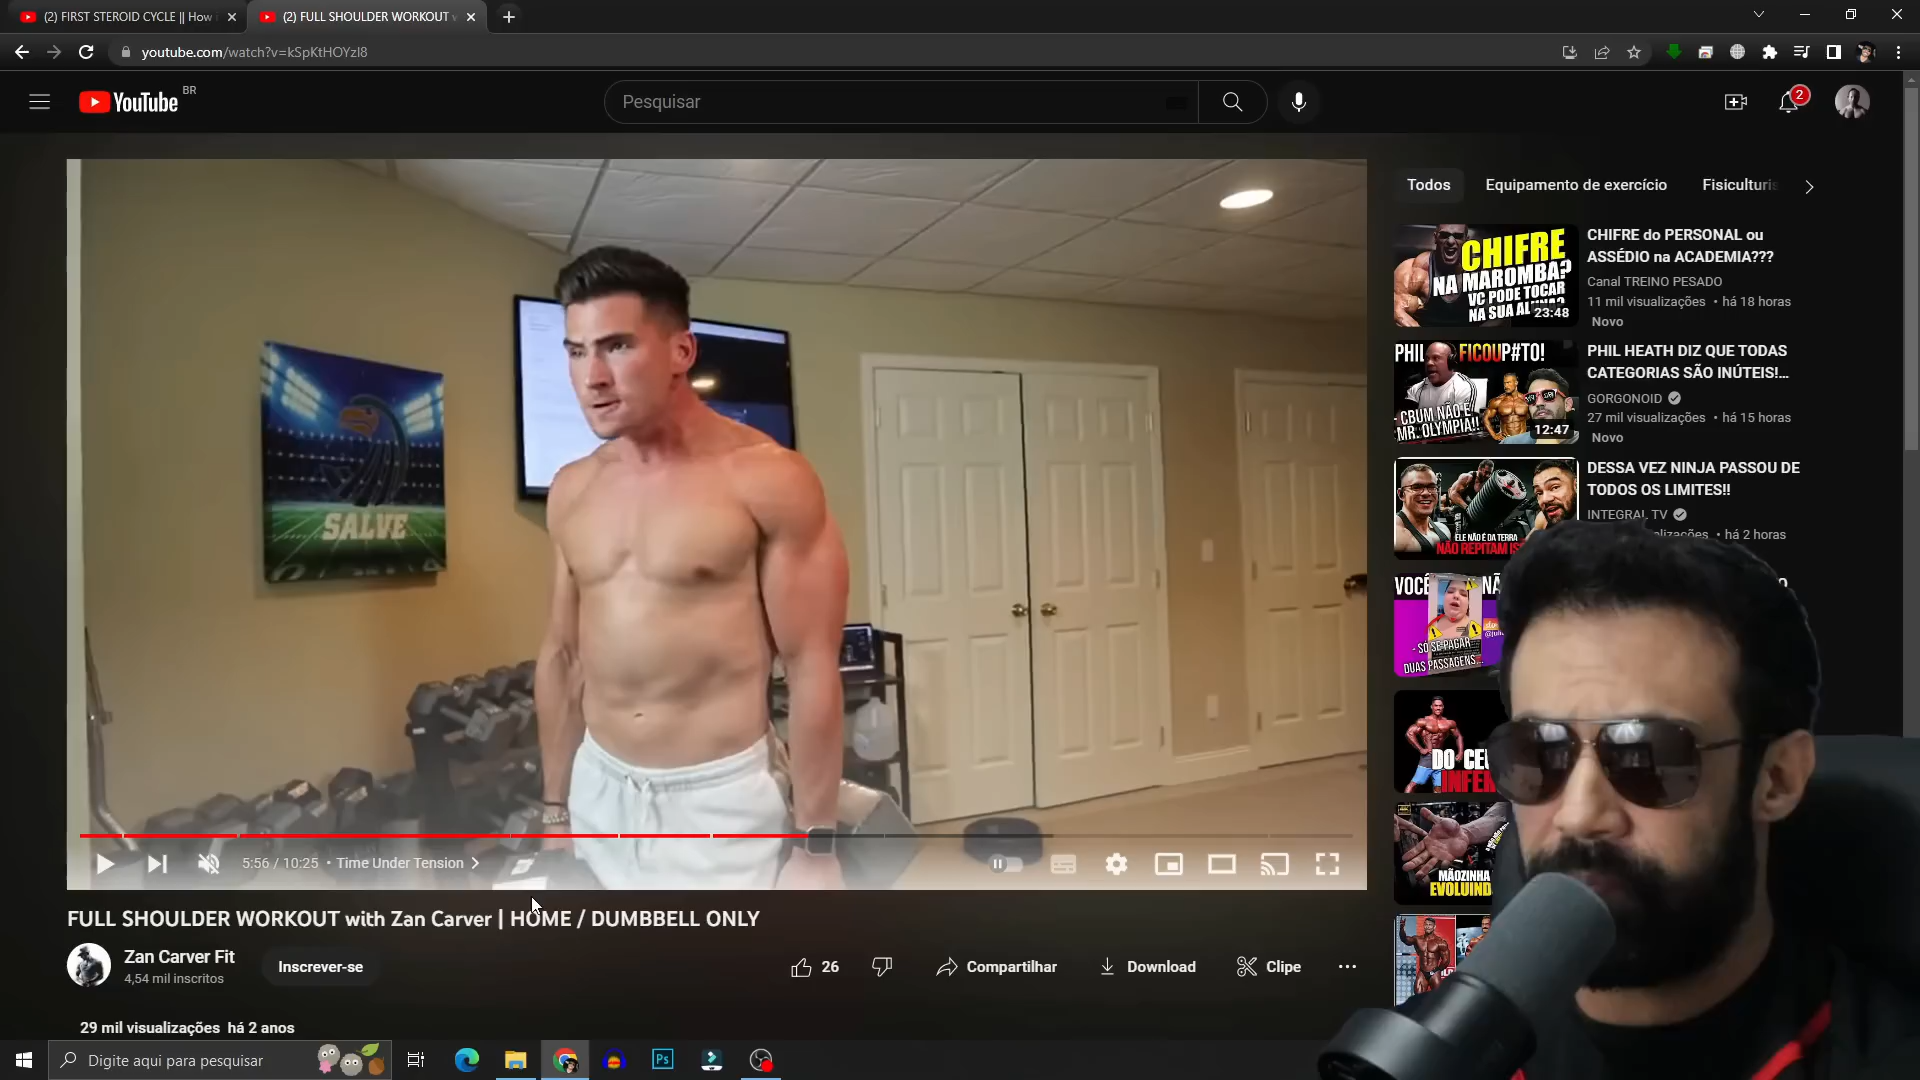 (2) FIRST STEROID CYCLE || How
(2) FULL SHOULDER WORKOUT
youtube.com/watch?v=kSpKtHOYzl8
YouTube BR
Pesquisar
2
SALVE
5:56 / 10:25 • Time Under Tension
FULL SHOULDER WORKOUT with Zan Carver | HOME / DUMBBELL ONLY
Zan Carver Fit
4,54 mil inscritos
Inscrever-se
26
Compartilhar
Download
Clipe
29 mil visualizações há 2 anos
Todos
Equipamento de exercício
CHIFRE
NA MAROMBA?
VC PODE TOCAR
NA SUA
23:48
CHIFRE do PERSONAL ou
ASSÉDIO na ACADEMIA???
Canal TREINO PESADO
11 mil visualizações • há 18 horas
Novo
PHIL FICOU P#TO!
CBUM NÃO É
MR. OLYMPIA!!
12:47
PHIL HEATH DIZ QUE TODAS
CATEGORIAS SÃO INÚTEIS!...
GORGONOID
27 mil visualizações • há 15 horas
Novo
ELE NÃO É DA TERRA
NÃO REPITAM
DESSA VEZ NINJA PASSOU DE
TODOS OS LIMITES!!
INTEGRAL TV
há 2 horas
- SÓ SE PAGAR
DUAS PASSAGENS...
MÃOZINHA
Digite aqui para pesquisar
Ps